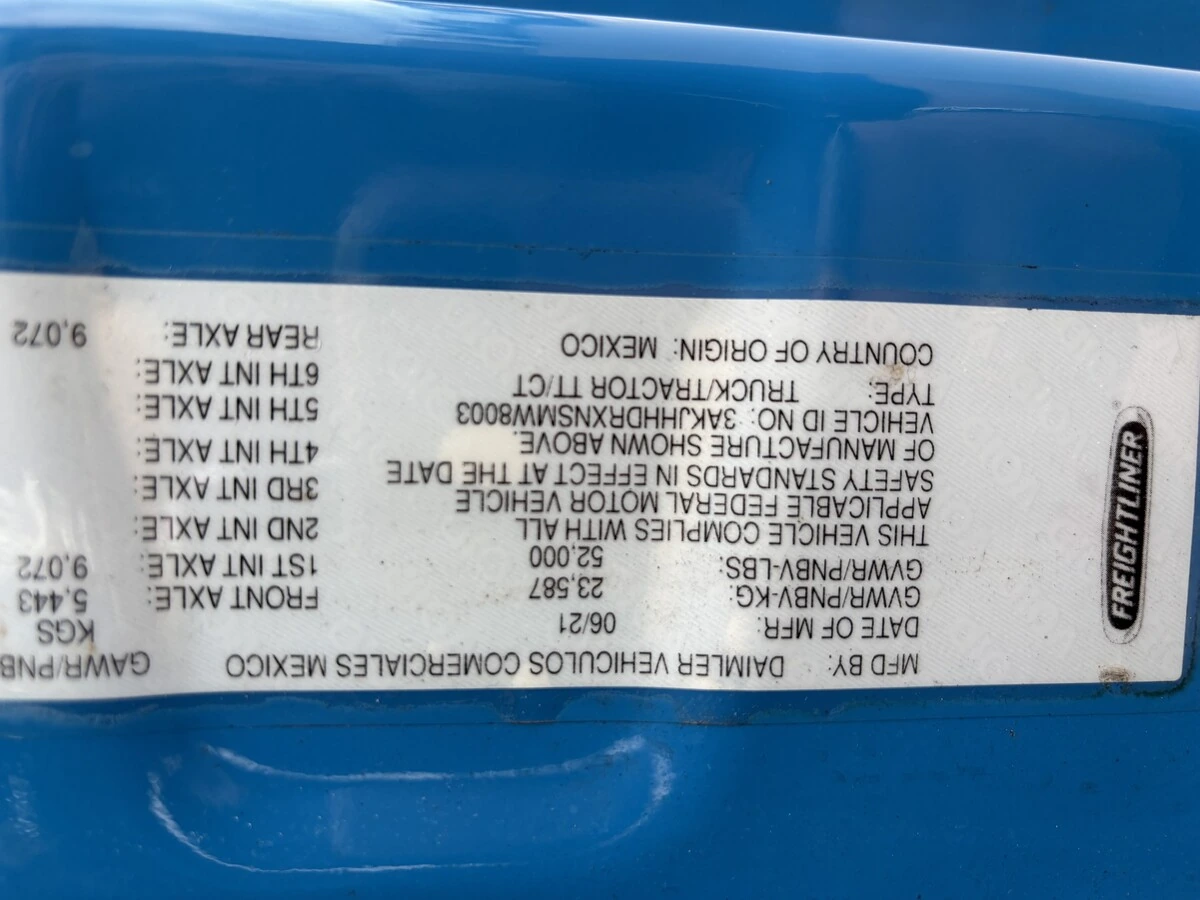 FREIGHTLINER
MFD BY: DAIMLER VEHICULOS COMERCIALES MEXICO
DATE OF MFR: 06/21
GVWR/PNBV-KG: 23,587
GVWR/PNBV-LBS: 52,000
THIS VEHICLE COMPLIES WITH ALL
APPLICABLE FEDERAL MOTOR VEHICLE
SAFETY STANDARDS IN EFFECT AT THE DATE
OF MANUFACTURE SHOWN ABOVE.
VEHICLE ID NO: 3AKJHHDRXNSMW8003
TYPE: TRUCK/TRACTOR TT/CT
COUNTRY OF ORIGIN: MEXICO
GAWR/PNB
KGS
FRONT AXLE: 5,443
1ST INT AXLE: 9,072
2ND INT AXLE:
3RD INT AXLE:
4TH INT AXLE:
5TH INT AXLE:
6TH INT AXLE:
REAR AXLE: 9,072